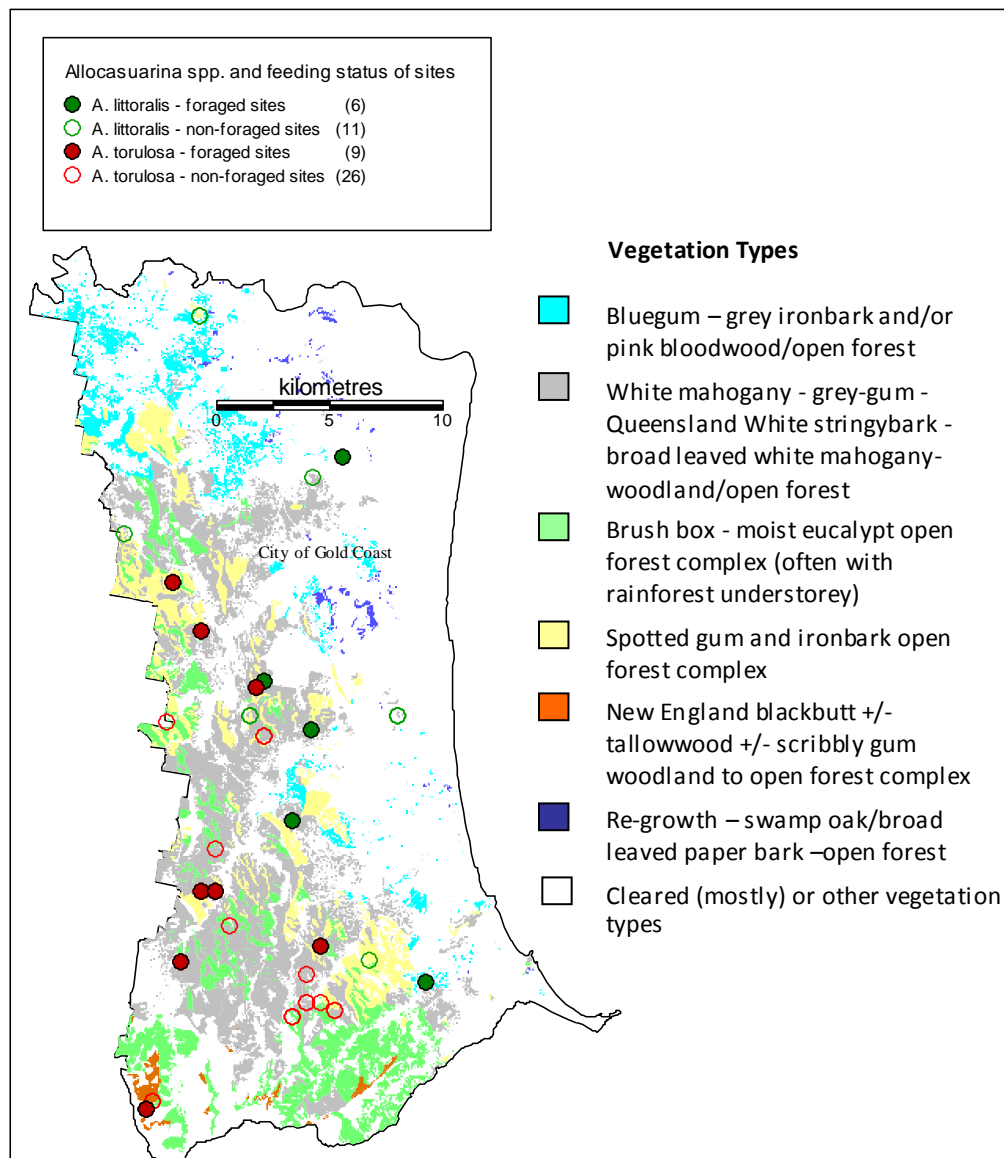 Allocasuarina spp. and feeding status of sites
A. littoralis - foraged sites (6)
A. littoralis - non-foraged sites (11)
A. torulosa - foraged sites (9)
A. torulosa - non-foraged sites (26)
kilometres
0 5 10
City of Gold Coast
Vegetation Types
Bluegum – grey ironbark and/or
pink bloodwood/open forest
White mahogany - grey-gum -
Queensland White stringybark -
broad leaved white mahogany-
woodland/open forest
Brush box - moist eucalypt open
forest complex (often with
rainforest understorey)
Spotted gum and ironbark open
forest complex
New England blackbutt +/-
tallowwood +/- scribbly gum
woodland to open forest complex
Re-growth – swamp oak/broad
leaved paper bark –open forest
Cleared (mostly) or other vegetation
types